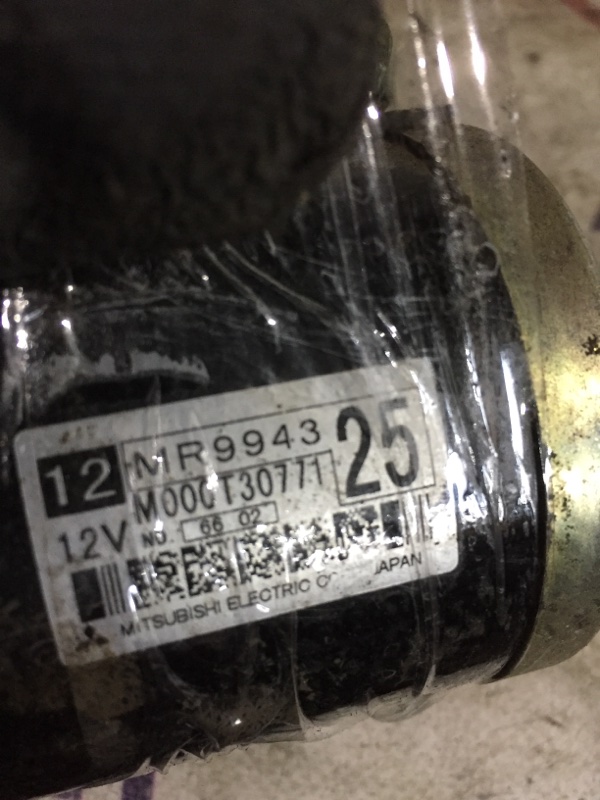 12 MR9943 25
M000T30771
12V NO. 66 02
MITSUBISHI ELECTRIC JAPAN